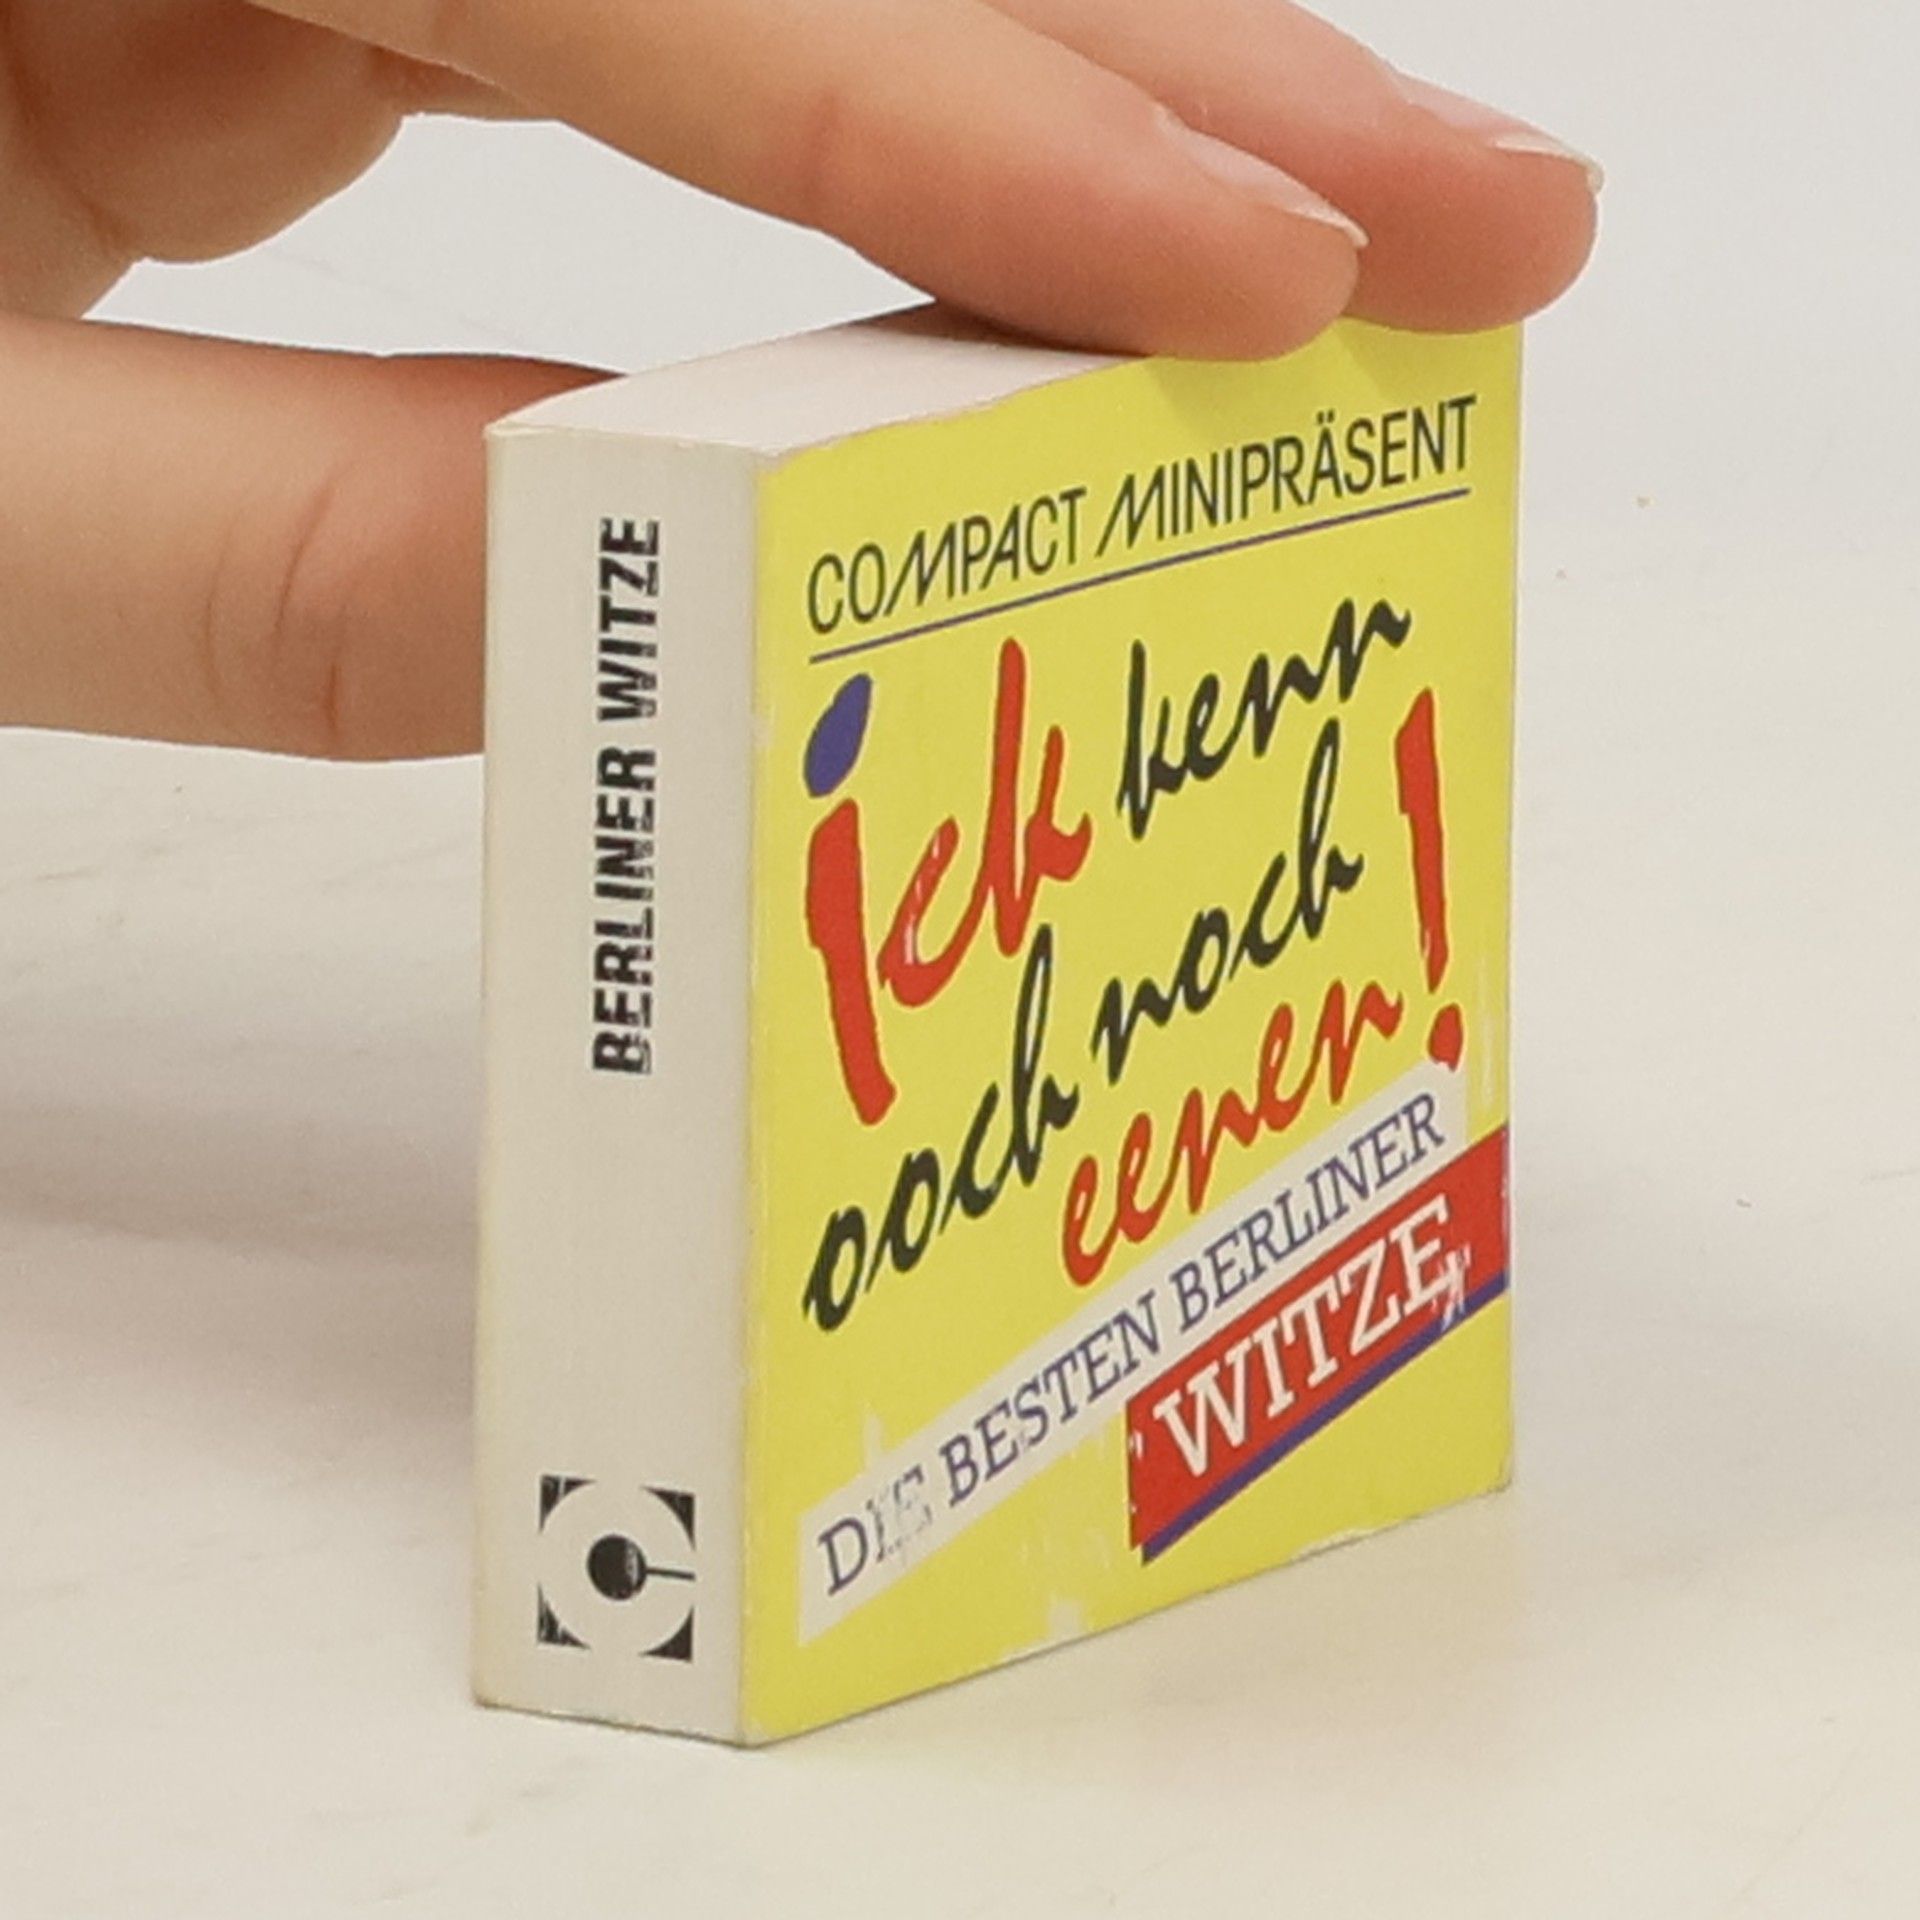 BERLINER WITZE
COMPACT MINIPRÄSENT
ick kenn
ooch noch
eenen!
DIE BESTEN BERLINER
WITZE